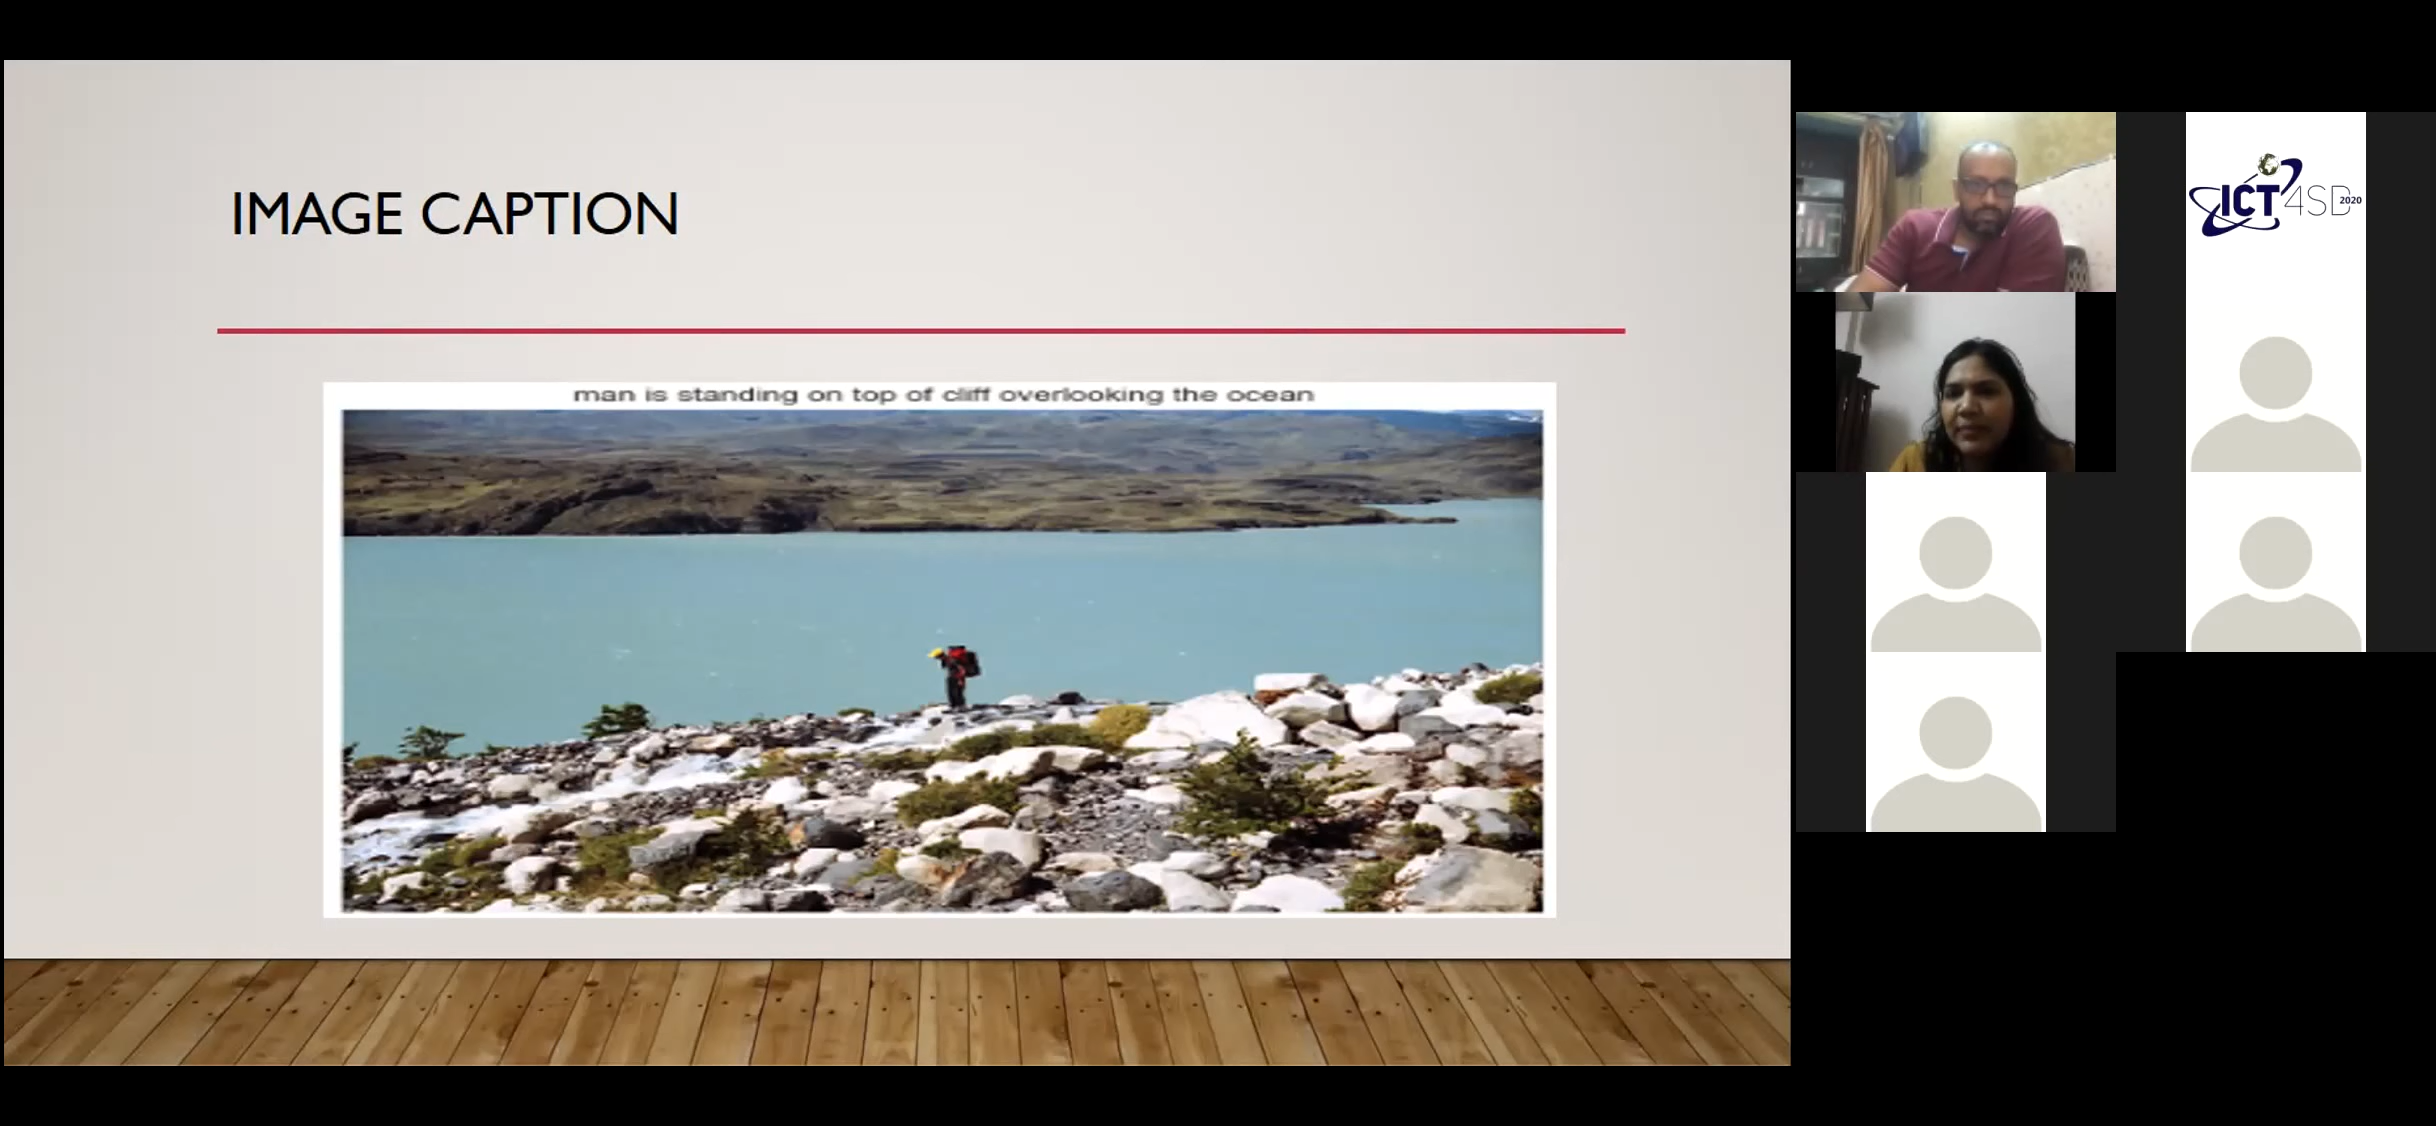 IMAGE CAPTION
man is standing on top of cliff overlooking the ocean
ICT4SD 2020